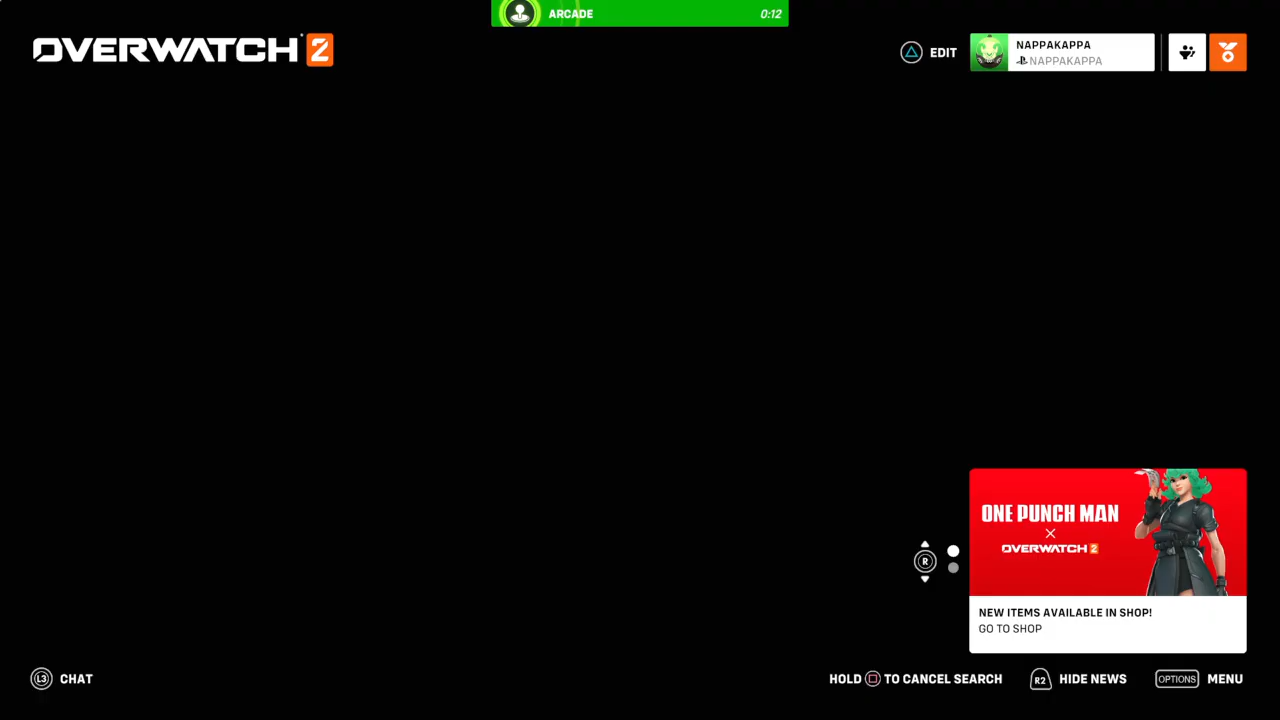 ARCADE 0:12
OVERWATCH 2
EDIT
NAPPAKAPPA
NAPPAKAPPA
ONE PUNCH MAN
X
OVERWATCH 2
R
NEW ITEMS AVAILABLE IN SHOP!
GO TO SHOP
L3 CHAT
HOLD TO CANCEL SEARCH
R2 HIDE NEWS
OPTIONS MENU